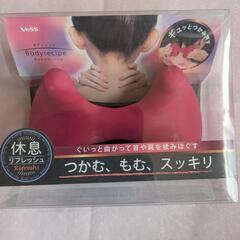 VeSS
ギュッとつかみ
Bodyrecipe
ぐいっと曲がって首や肩を揉みほぐす
つかむ、もむ、スッキリ
休息
リフレッシュ
Refresh!